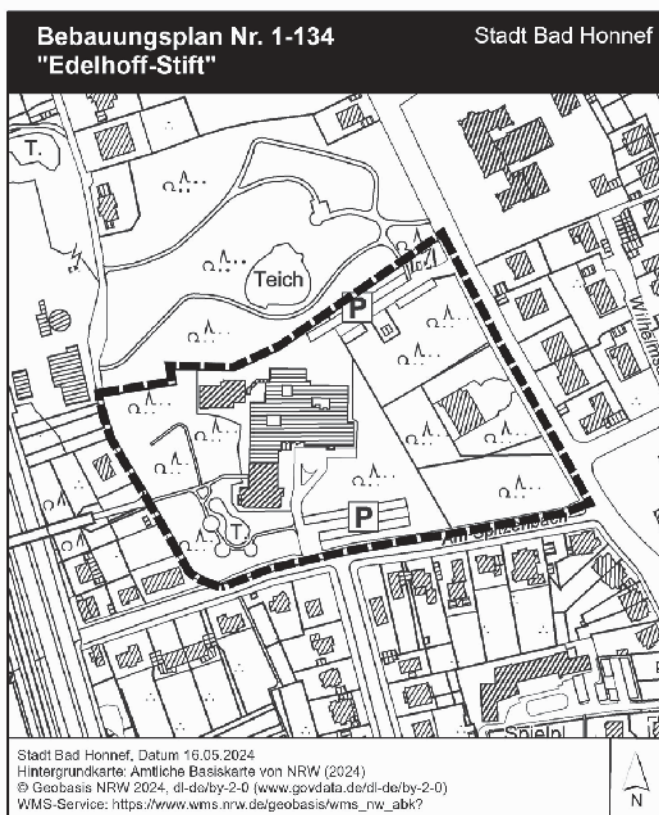 Bebauungsplan Nr. 1-134
"Edelhoff-Stift"
Stadt Bad Honnef
T.
Teich
P
Wilhelms
P
T.
Am Spitzenbach
Spielpl.
Stadt Bad Honnef, Datum 16.05.2024
Hintergrundkarte: Amtliche Basiskarte von NRW (2024)
© Geobasis NRW 2024, dl-de/by-2-0 (www.govdata.de/dl-de/by-2-0)
WMS-Service: https://www.wms.nrw.de/geobasis/wms_nw_abk?
N